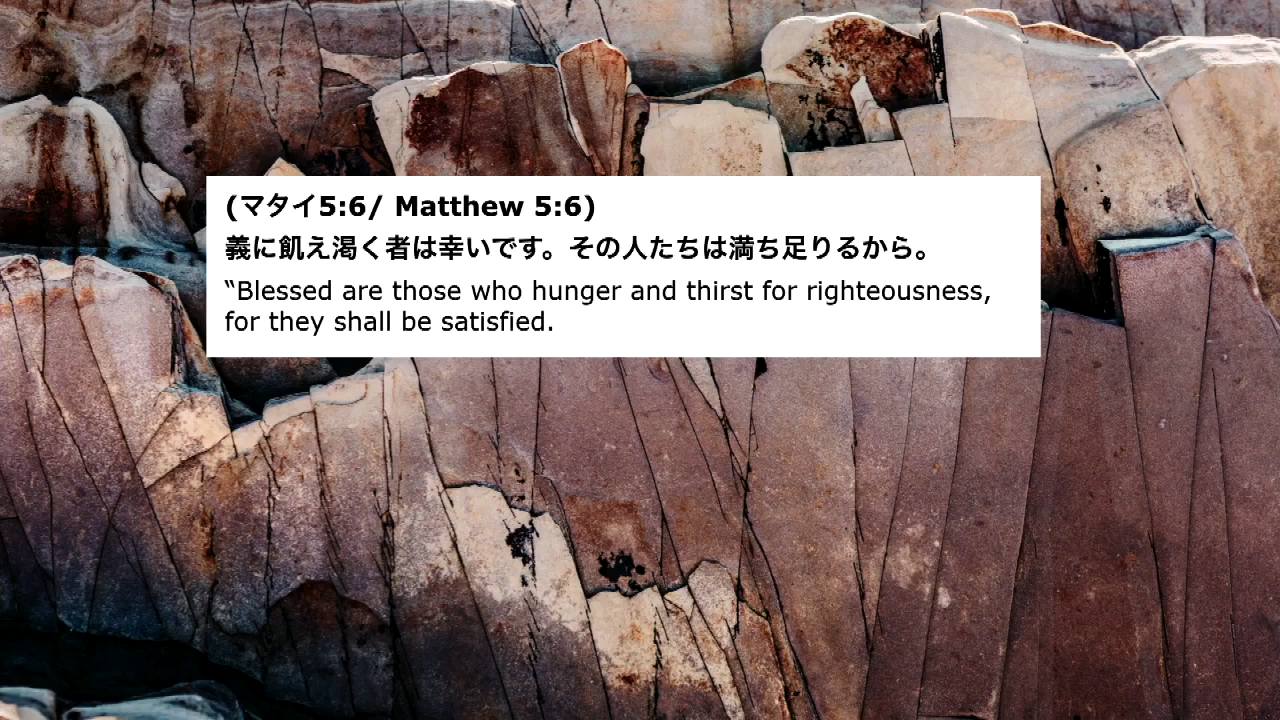 (マタイ5:6/ Matthew 5:6)
義に飢え渇く者は幸いです。その人たちは満ち足りるから。
“Blessed are those who hunger and thirst for righteousness,
for they shall be satisfied.